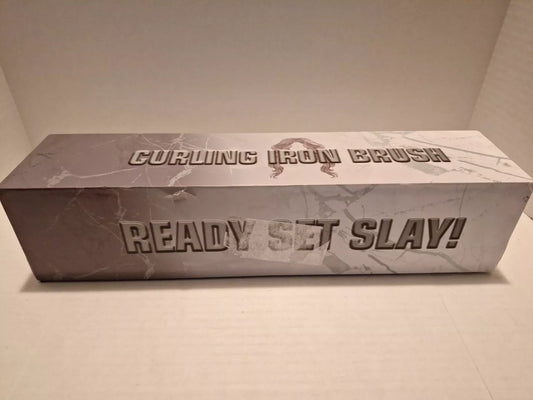 CURLING IRON BRUSH
READY SET SLAY!